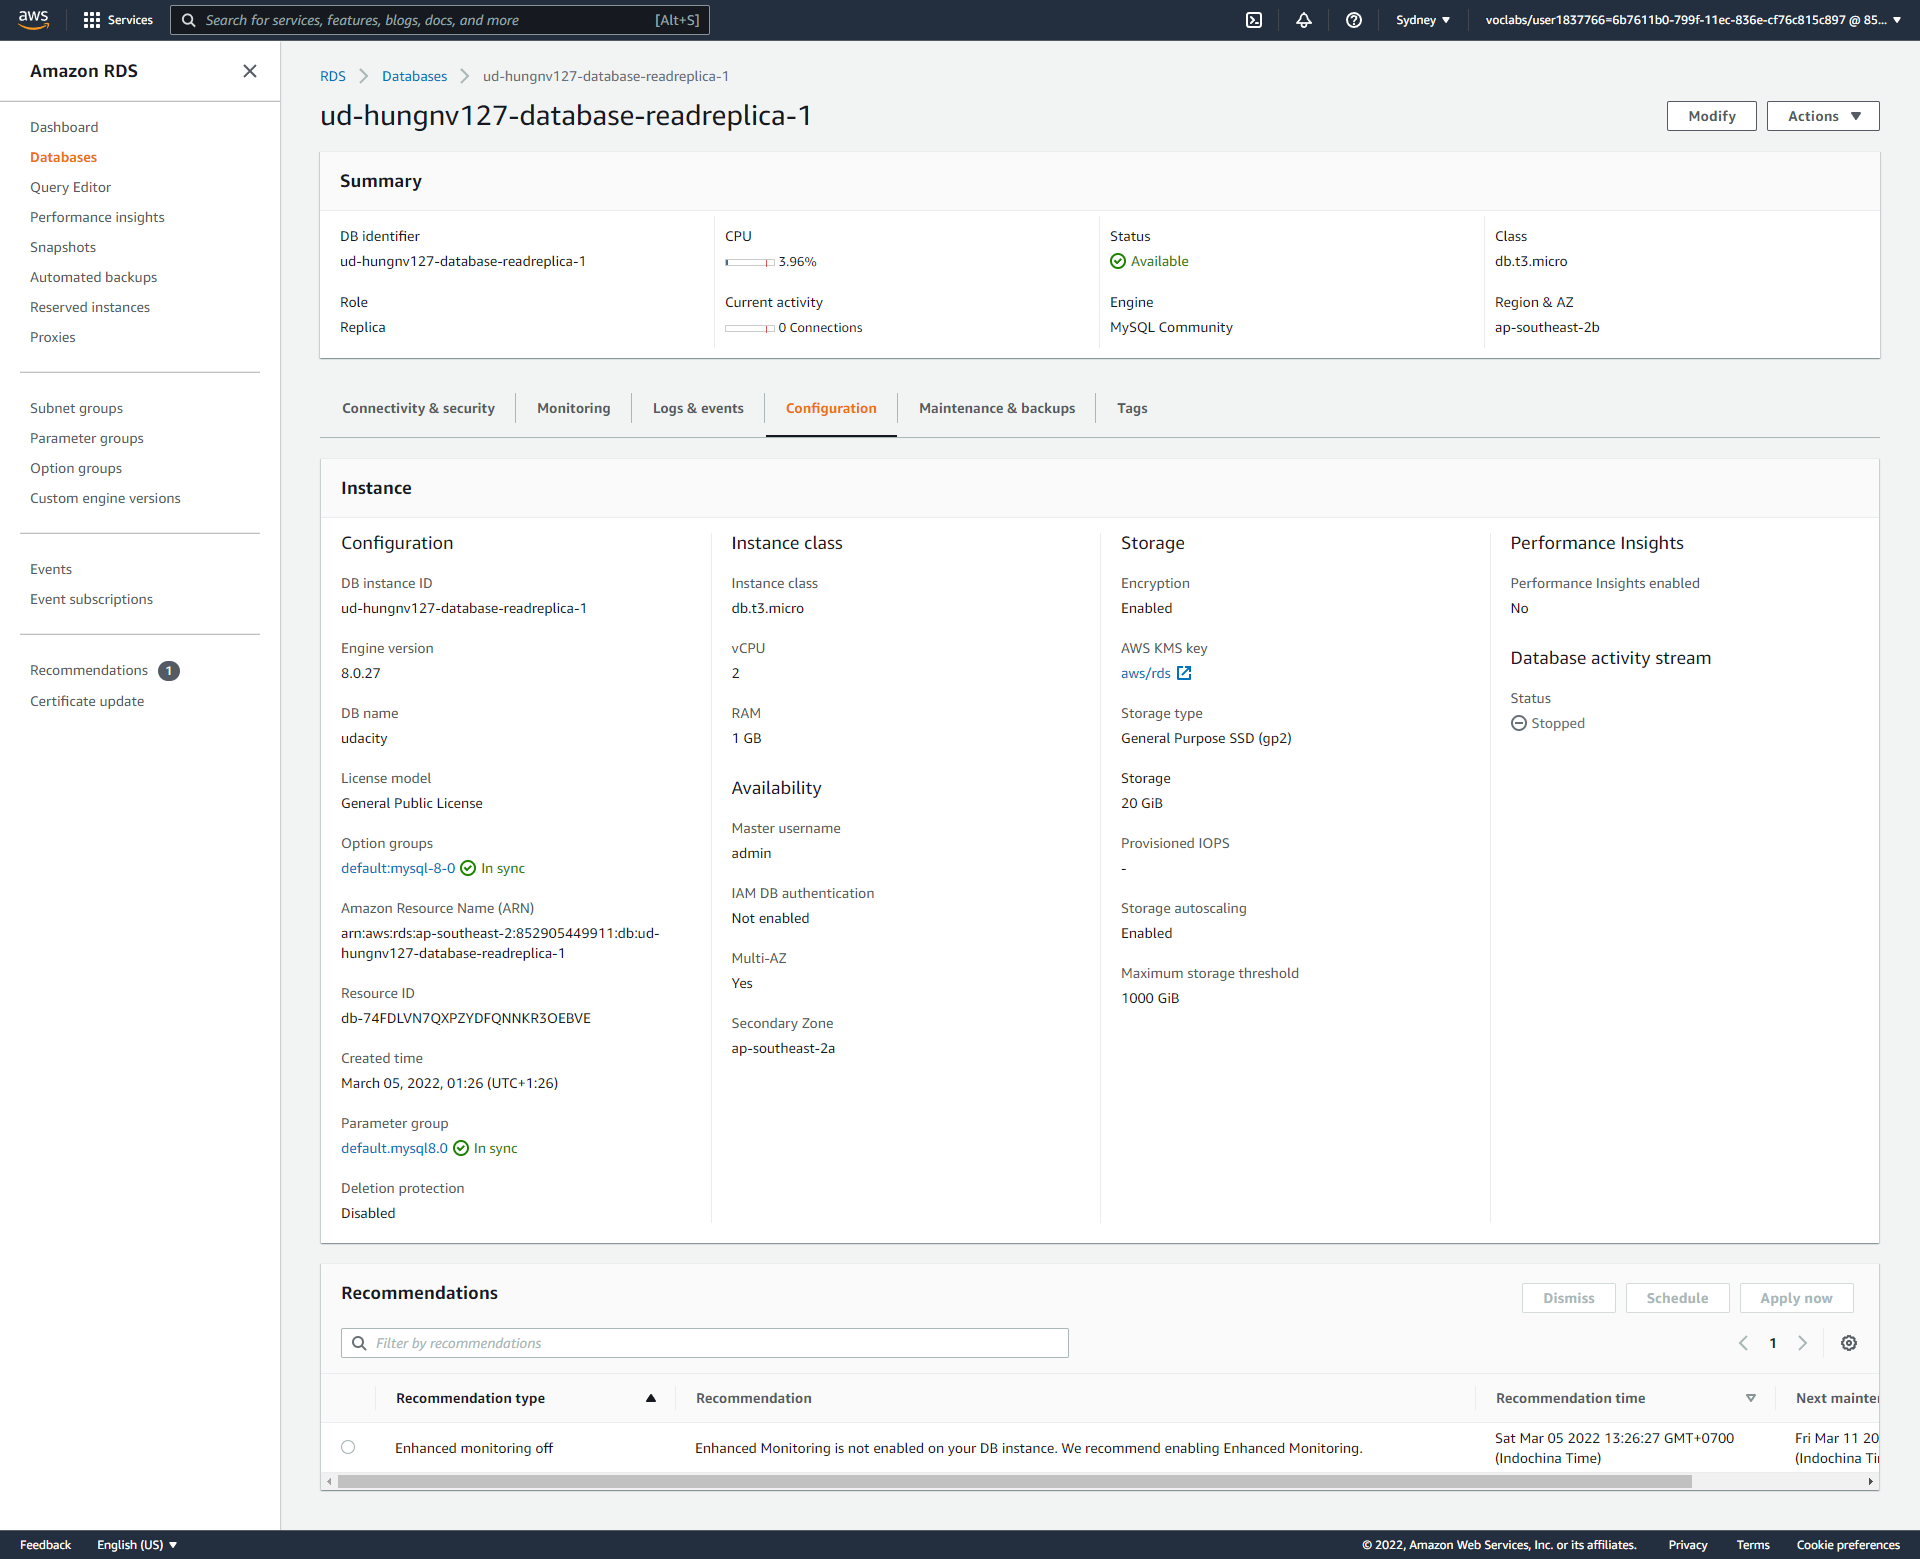 aws
Services
Search for services, features, blogs, docs, and more
[Alt+S]
Sydney ▼
voclabs/user1837766=6b7611b0-799f-11ec-836e-cf76c815c897 @ 85... ▼
Amazon RDS
Dashboard
Databases
Query Editor
Performance insights
Snapshots
Automated backups
Reserved instances
Proxies
Subnet groups
Parameter groups
Option groups
Custom engine versions
Events
Event subscriptions
Recommendations 1
Certificate update
RDS > Databases > ud-hungnv127-database-readreplica-1
ud-hungnv127-database-readreplica-1
Modify
Actions ▼
Summary
DB identifier
ud-hungnv127-database-readreplica-1
Role
Replica
CPU
3.96%
Current activity
0 Connections
Status
Available
Engine
MySQL Community
Class
db.t3.micro
Region & AZ
ap-southeast-2b
Connectivity & security
Monitoring
Logs & events
Configuration
Maintenance & backups
Tags
Instance
Configuration
DB instance ID
ud-hungnv127-database-readreplica-1
Engine version
8.0.27
DB name
udacity
License model
General Public License
Option groups
default:mysql-8-0 In sync
Amazon Resource Name (ARN)
arn:aws:rds:ap-southeast-2:852905449911:db:ud-
hungnv127-database-readreplica-1
Resource ID
db-74FDLVN7QXPZYDFQNNKR3OEBVE
Created time
March 05, 2022, 01:26 (UTC+1:26)
Parameter group
default.mysql8.0 In sync
Deletion protection
Disabled
Instance class
Instance class
db.t3.micro
vCPU
2
RAM
1 GB
Availability
Master username
admin
IAM DB authentication
Not enabled
Multi-AZ
Yes
Secondary Zone
ap-southeast-2a
Storage
Encryption
Enabled
AWS KMS key
aws/rds
Storage type
General Purpose SSD (gp2)
Storage
20 GiB
Provisioned IOPS
-
Storage autoscaling
Enabled
Maximum storage threshold
1000 GiB
Performance Insights
Performance Insights enabled
No
Database activity stream
Status
Stopped
Recommendations
Dismiss
Schedule
Apply now
Filter by recommendations
1
Recommendation type
Recommendation
Recommendation time
Next mainte
Enhanced monitoring off
Enhanced Monitoring is not enabled on your DB instance. We recommend enabling Enhanced Monitoring.
Sat Mar 05 2022 13:26:27 GMT+0700
(Indochina Time)
Fri Mar 11 20
(Indochina Ti
Feedback
English (US) ▼
© 2022, Amazon Web Services, Inc. or its affiliates.
Privacy
Terms
Cookie preferences